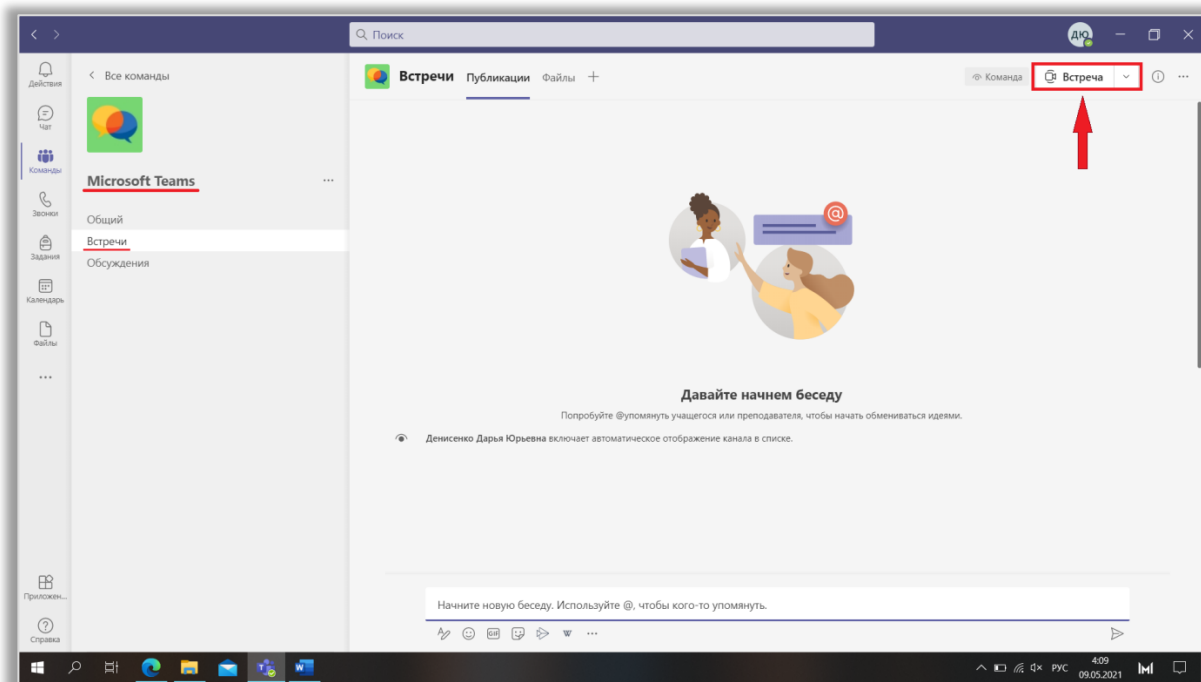 Поиск
ДЮ
Действия
Чат
Команды
Звонки
Задания
Календарь
Файлы
Приложен...
Справка
Все команды
Microsoft Teams
Общий
Встречи
Обсуждения
Встречи Публикации Файлы
Команда Встреча
Давайте начнем беседу
Попробуйте @упомянуть учащегося или преподавателя, чтобы начать обмениваться идеями.
Денисенко Дарья Юрьевна включает автоматическое отображение канала в списке.
Начните новую беседу. Используйте @, чтобы кого-то упомянуть.
GIF
РУС
4:09
09.05.2021